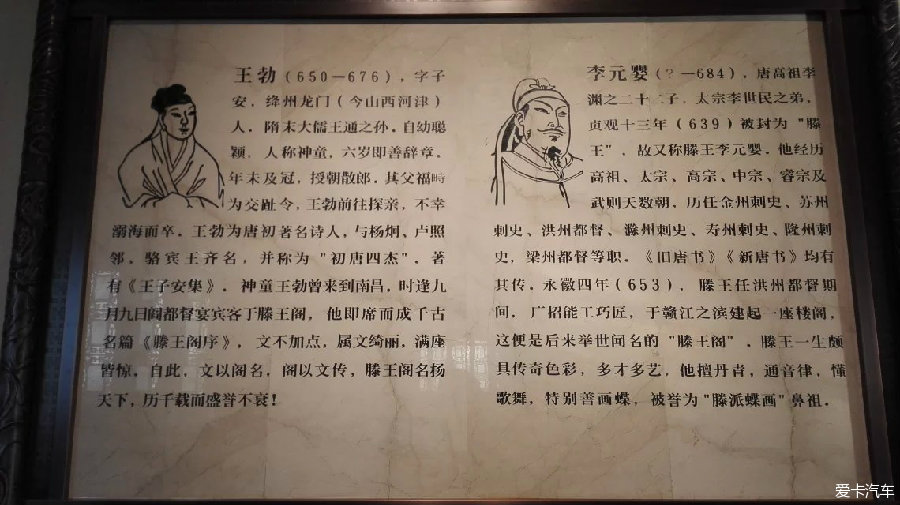 王勃（650—676），字子
安，绛州龙门（今山西河津）
人。隋末大儒王通之孙。自幼聪
颖，人称神童，六岁即善辞章。
年未及冠，授朝散郎。其父福畤
为交趾令，王勃前往探亲，不幸
溺海而卒。王勃为唐初著名诗人，与杨炯、卢照
邻、骆宾王齐名，并称为"初唐四杰"。著
有《王子安集》。神童王勃曾来到南昌，时逢九
月九日阎都督宴宾客于滕王阁，他即席而成千古
名篇《滕王阁序》，文不加点，属文绮丽，满座
皆惊。自此，文以阁名，阁以文传，滕王阁名扬
天下，历千载而盛誉不衰！
李元婴（？—684），唐高祖李
渊之二十二子，太宗李世民之弟。
贞观十三年（639）被封为"滕
王"，故又称滕王李元婴。他经历
高祖、太宗、高宗、中宗、睿宗及
武则天数朝。历任金州刺史、苏州
刺史、洪州都督、滁州刺史、寿州刺史、隆州刺
史，梁州都督等职。《旧唐书》《新唐书》均有
其传。永徽四年（653），滕王任洪州都督期
间，广招能工巧匠，于赣江之滨建起一座楼阁，
这便是后来举世闻名的"滕王阁"。滕王一生颇
具传奇色彩，多才多艺，他擅丹青，通音律，懂
歌舞，特别善画蝶，被誉为"滕派蝶画"鼻祖。
爱卡汽车